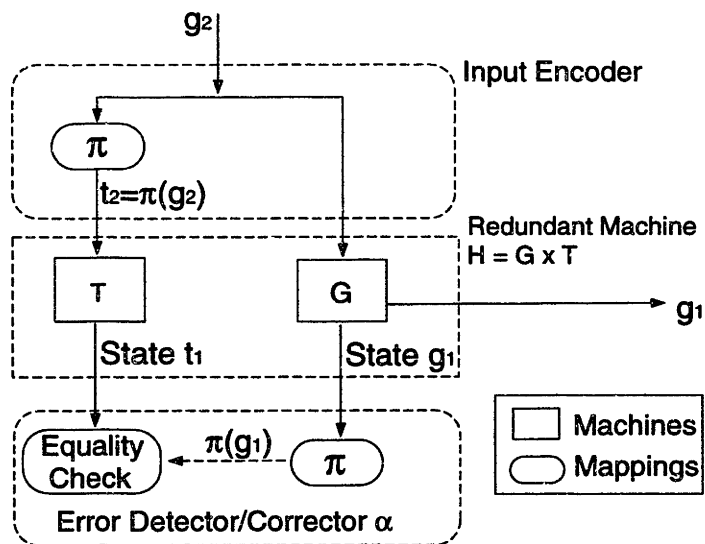 g₂
Input Encoder
π
t₂=π(g₂)
Redundant Machine
H = G x T
T
G
g₁
State t₁
State g₁
Equality
Check
π(g₁)
π
Error Detector/Corrector α
Machines
Mappings